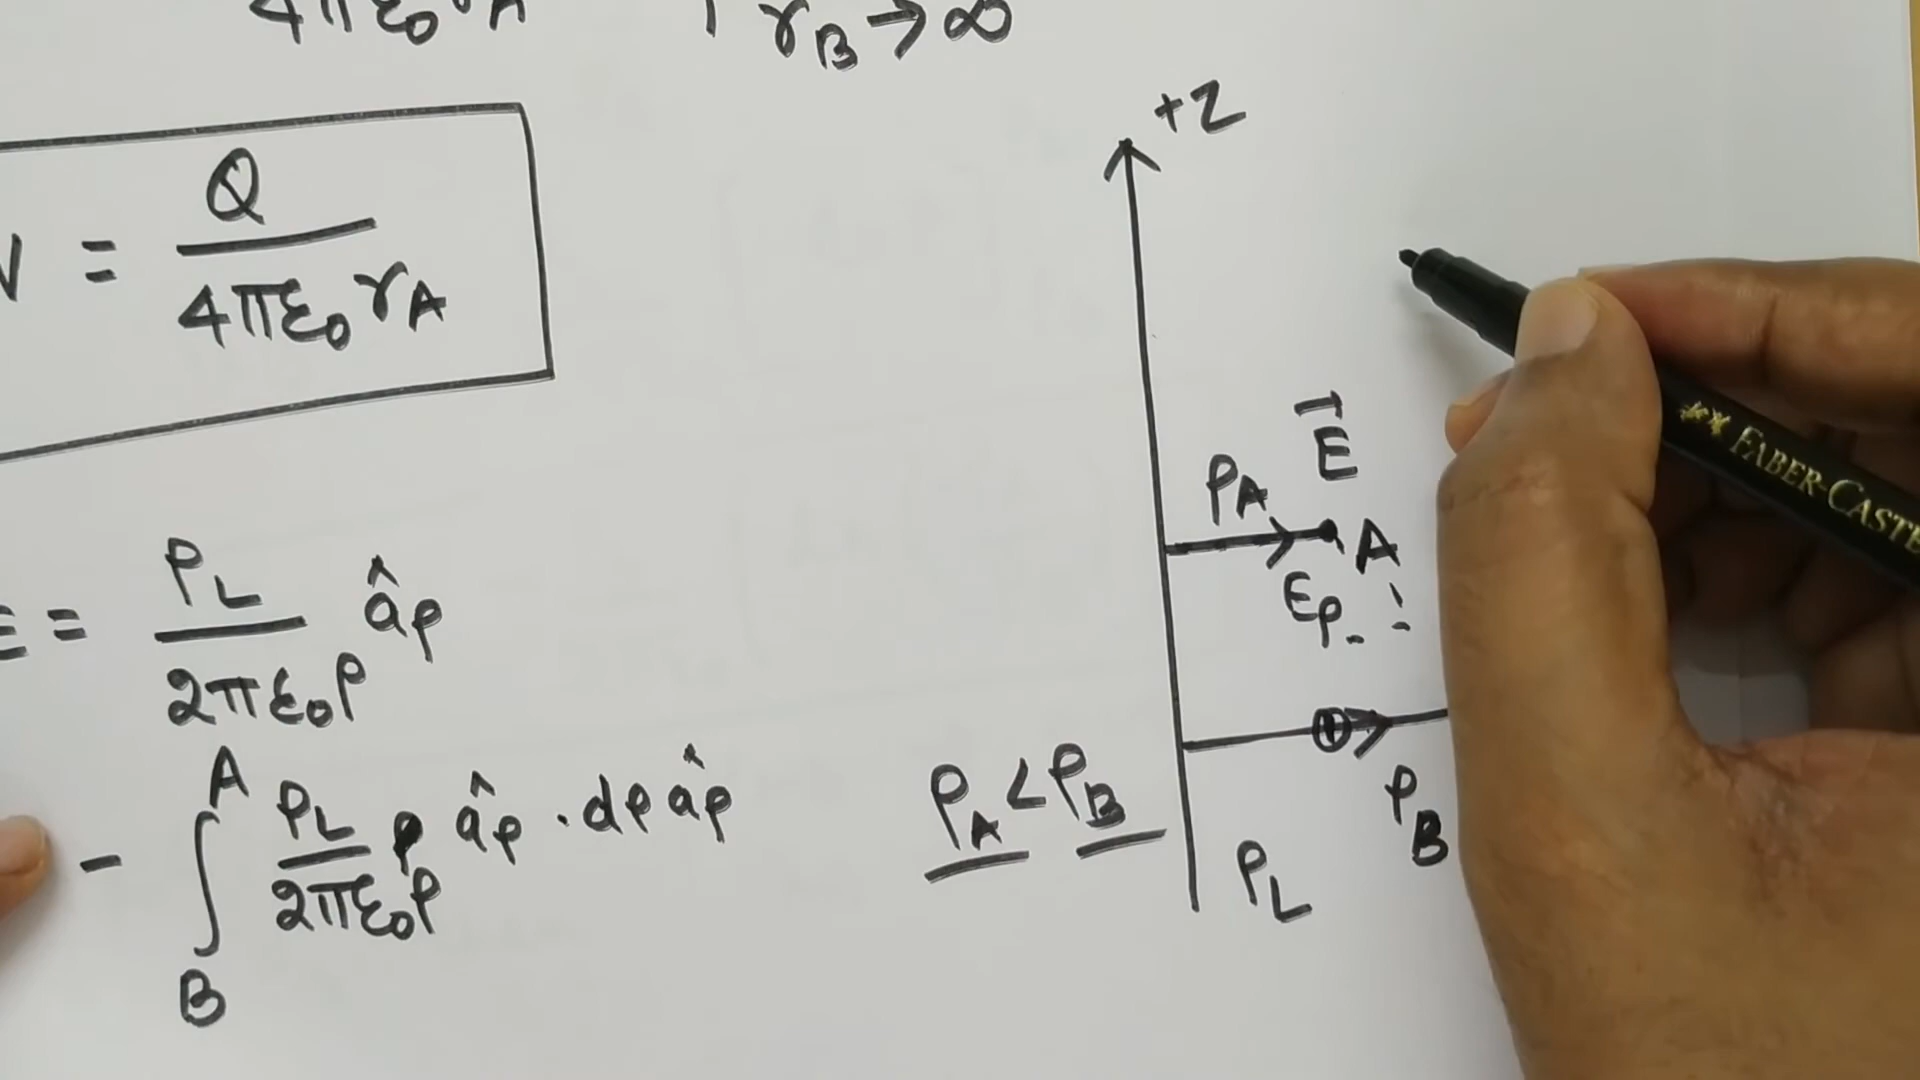 4πε₀r_A | r_B → ∞
V = Q / 4πε₀r_A
E = ρ_L / 2πε₀ρ â_ρ
- ∫_B^A ρ_L / 2πε₀ρ â_ρ · dρ â_ρ
ρ_A < ρ_B
+Z
E⃗
ρ_A
A
E_ρ
ρ_B
ρ_L
FABER-CASTE